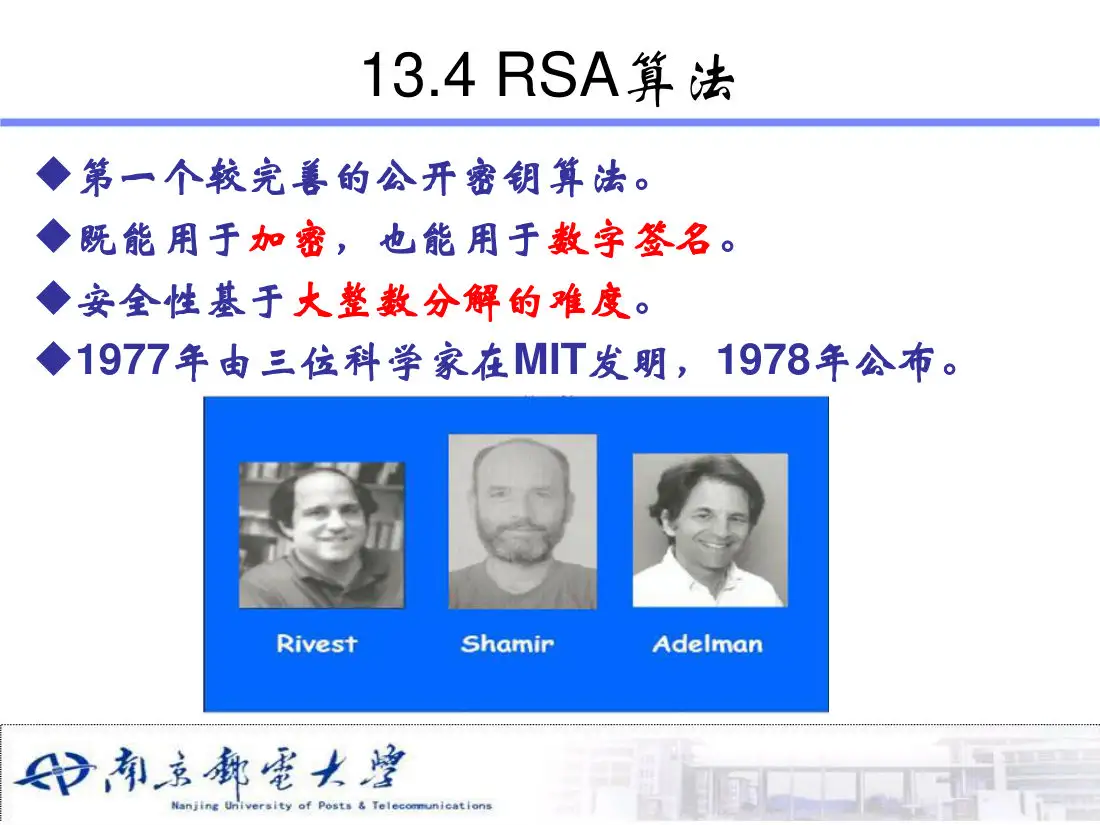 13.4 RSA算法
◆第一个较完善的公开密钥算法。
◆既能用于加密，也能用于数字签名。
◆安全性基于大整数分解的难度。
◆1977年由三位科学家在MIT发明，1978年公布。
Rivest Shamir Adelman
南京郵電大學
Nanjing University of Posts & Telecommunications